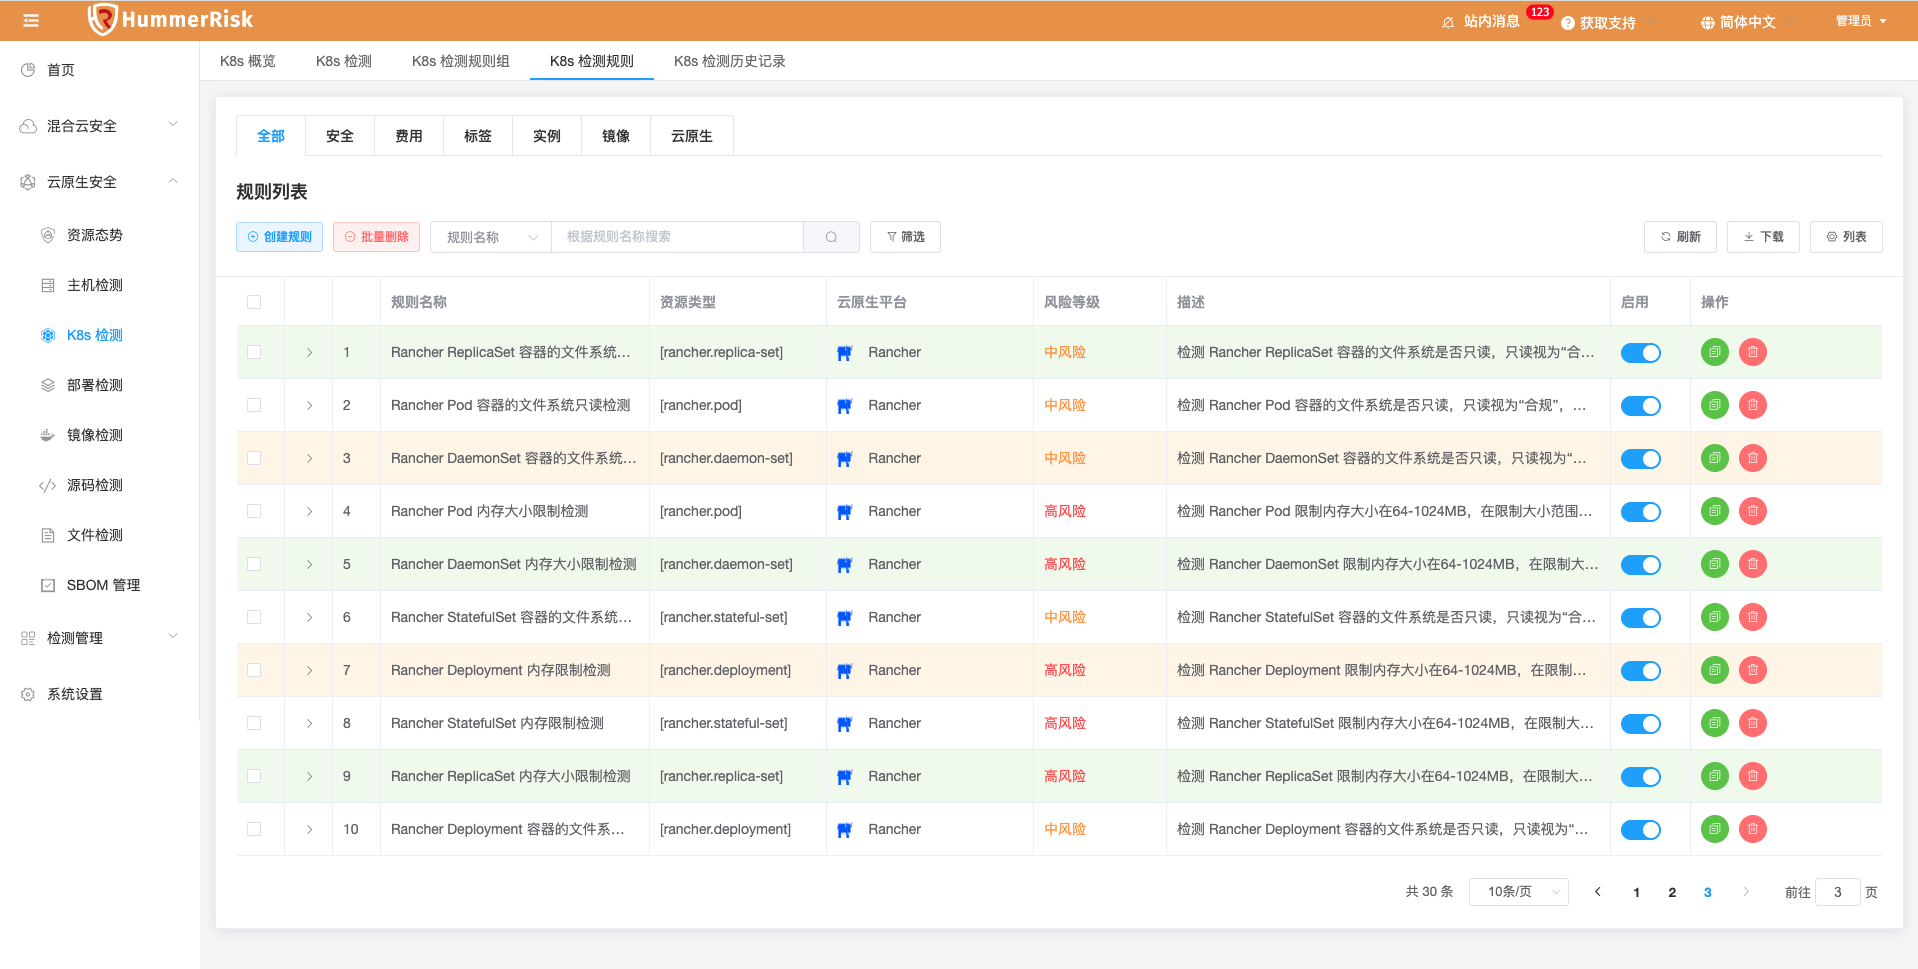 HummerRisk
站内消息 123
获取支持
简体中文
管理员
首页
混合云安全
云原生安全
资源态势
主机检测
K8s 检测
部署检测
镜像检测
源码检测
文件检测
SBOM 管理
检测管理
系统设置
K8s 概览 K8s 检测 K8s 检测规则组 K8s 检测规则 K8s 检测历史记录
全部 安全 费用 标签 实例 镜像 云原生
规则列表
创建规则 批量删除 规则名称 根据规则名称搜索 筛选 刷新 下载 列表
规则名称 资源类型 云原生平台 风险等级 描述 启用 操作
1 Rancher ReplicaSet 容器的文件系统... [rancher.replica-set] Rancher 中风险 检测 Rancher ReplicaSet 容器的文件系统是否只读，只读视为“合...
2 Rancher Pod 容器的文件系统只读检测 [rancher.pod] Rancher 中风险 检测 Rancher Pod 容器的文件系统是否只读，只读视为“合规”，...
3 Rancher DaemonSet 容器的文件系统... [rancher.daemon-set] Rancher 中风险 检测 Rancher DaemonSet 容器的文件系统是否只读，只读视为“...
4 Rancher Pod 内存大小限制检测 [rancher.pod] Rancher 高风险 检测 Rancher Pod 限制内存大小在64-1024MB，在限制大小范围...
5 Rancher DaemonSet 内存大小限制检测 [rancher.daemon-set] Rancher 高风险 检测 Rancher DaemonSet 限制内存大小在64-1024MB，在限制大...
6 Rancher StatefulSet 容器的文件系统... [rancher.stateful-set] Rancher 中风险 检测 Rancher StatefulSet 容器的文件系统是否只读，只读视为“合...
7 Rancher Deployment 内存限制检测 [rancher.deployment] Rancher 高风险 检测 Rancher Deployment 限制内存大小在64-1024MB，在限制...
8 Rancher StatefulSet 内存限制检测 [rancher.stateful-set] Rancher 高风险 检测 Rancher StatefulSet 限制内存大小在64-1024MB，在限制大...
9 Rancher ReplicaSet 内存大小限制检测 [rancher.replica-set] Rancher 高风险 检测 Rancher ReplicaSet 限制内存大小在64-1024MB，在限制大...
10 Rancher Deployment 容器的文件系... [rancher.deployment] Rancher 中风险 检测 Rancher Deployment 容器的文件系统是否只读，只读视为“...
共 30 条 10条/页 1 2 3 前往 3 页